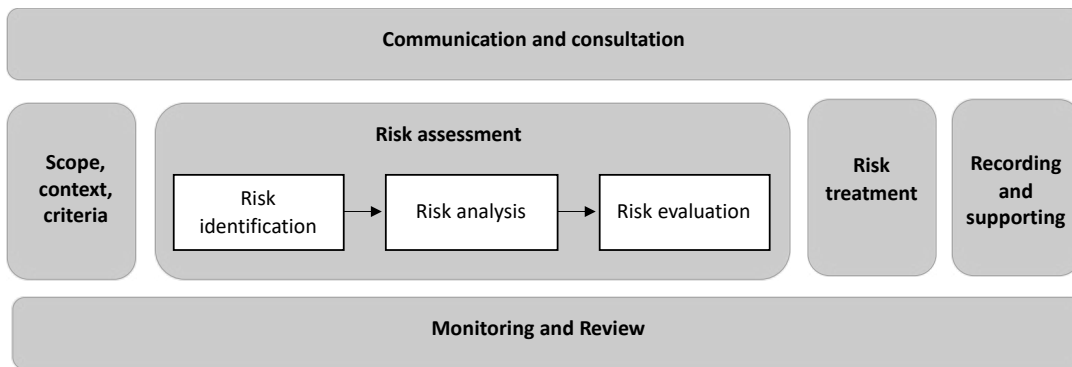 Communication and consultation
Scope,
context,
criteria
Risk assessment
Risk
identification
Risk analysis
Risk evaluation
Risk
treatment
Recording
and
supporting
Monitoring and Review